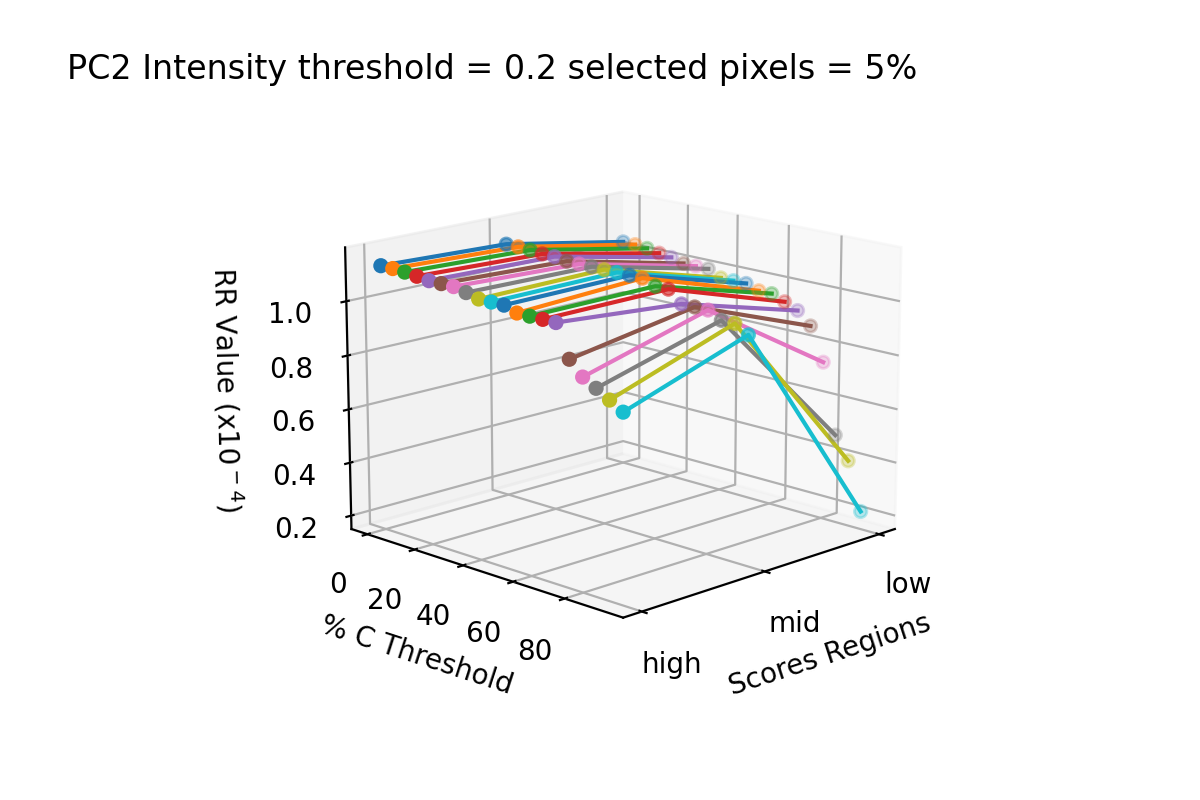 PC2 Intensity threshold = 0.2 selected pixels = 5%
RR Value (x10⁻⁴)
1.0
0.8
0.6
0.4
0.2
0
20
40
60
80
% C Threshold
high
mid
low
Scores Regions